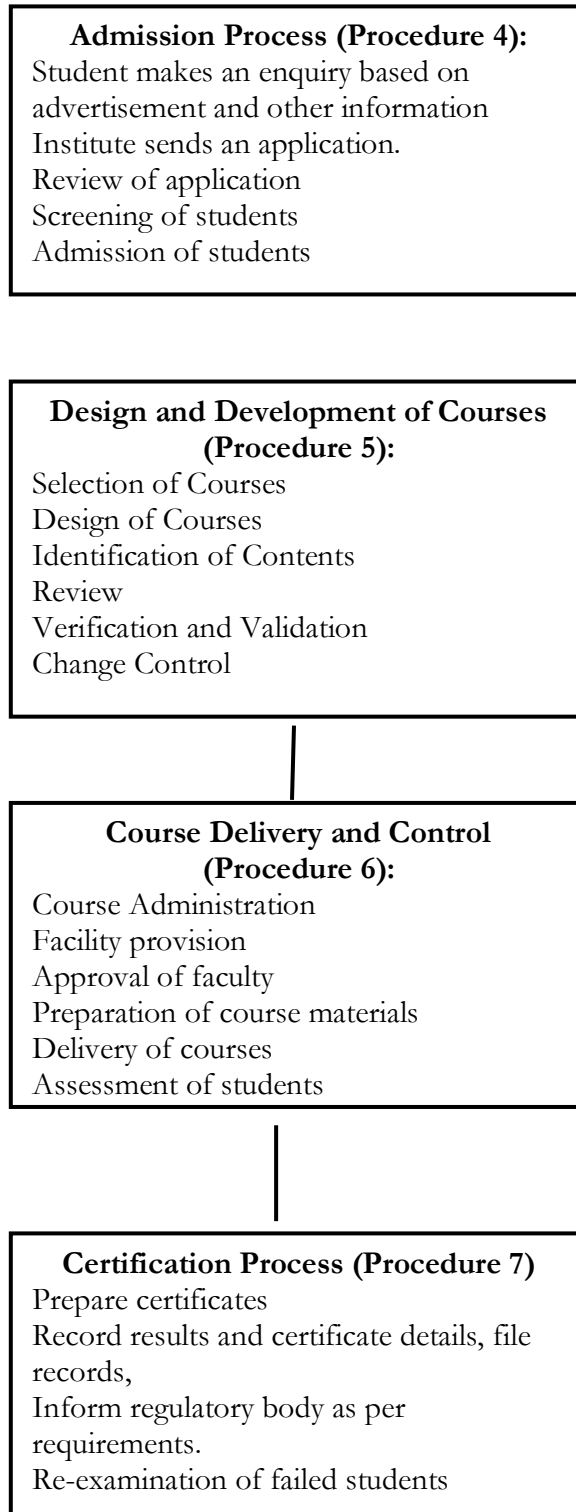 Admission Process (Procedure 4):
Student makes an enquiry based on
advertisement and other information
Institute sends an application.
Review of application
Screening of students
Admission of students
Design and Development of Courses
(Procedure 5):
Selection of Courses
Design of Courses
Identification of Contents
Review
Verification and Validation
Change Control
Course Delivery and Control
(Procedure 6):
Course Administration
Facility provision
Approval of faculty
Preparation of course materials
Delivery of courses
Assessment of students
Certification Process (Procedure 7)
Prepare certificates
Record results and certificate details, file
records,
Inform regulatory body as per
requirements.
Re-examination of failed students